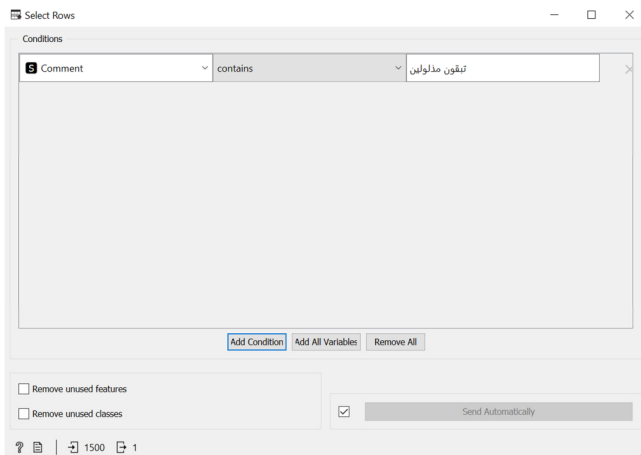 Select Rows
Conditions
S Comment contains تبقون مذلولين
Add Condition Add All Variables Remove All
Remove unused features
Remove unused classes
Send Automatically
? 1500 1